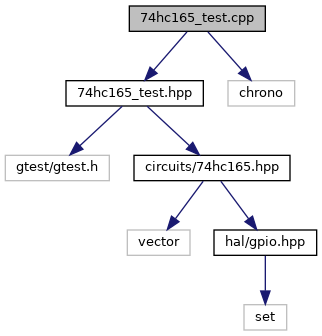 74hc165_test.cpp
74hc165_test.hpp
chrono
gtest/gtest.h
circuits/74hc165.hpp
vector
hal/gpio.hpp
set